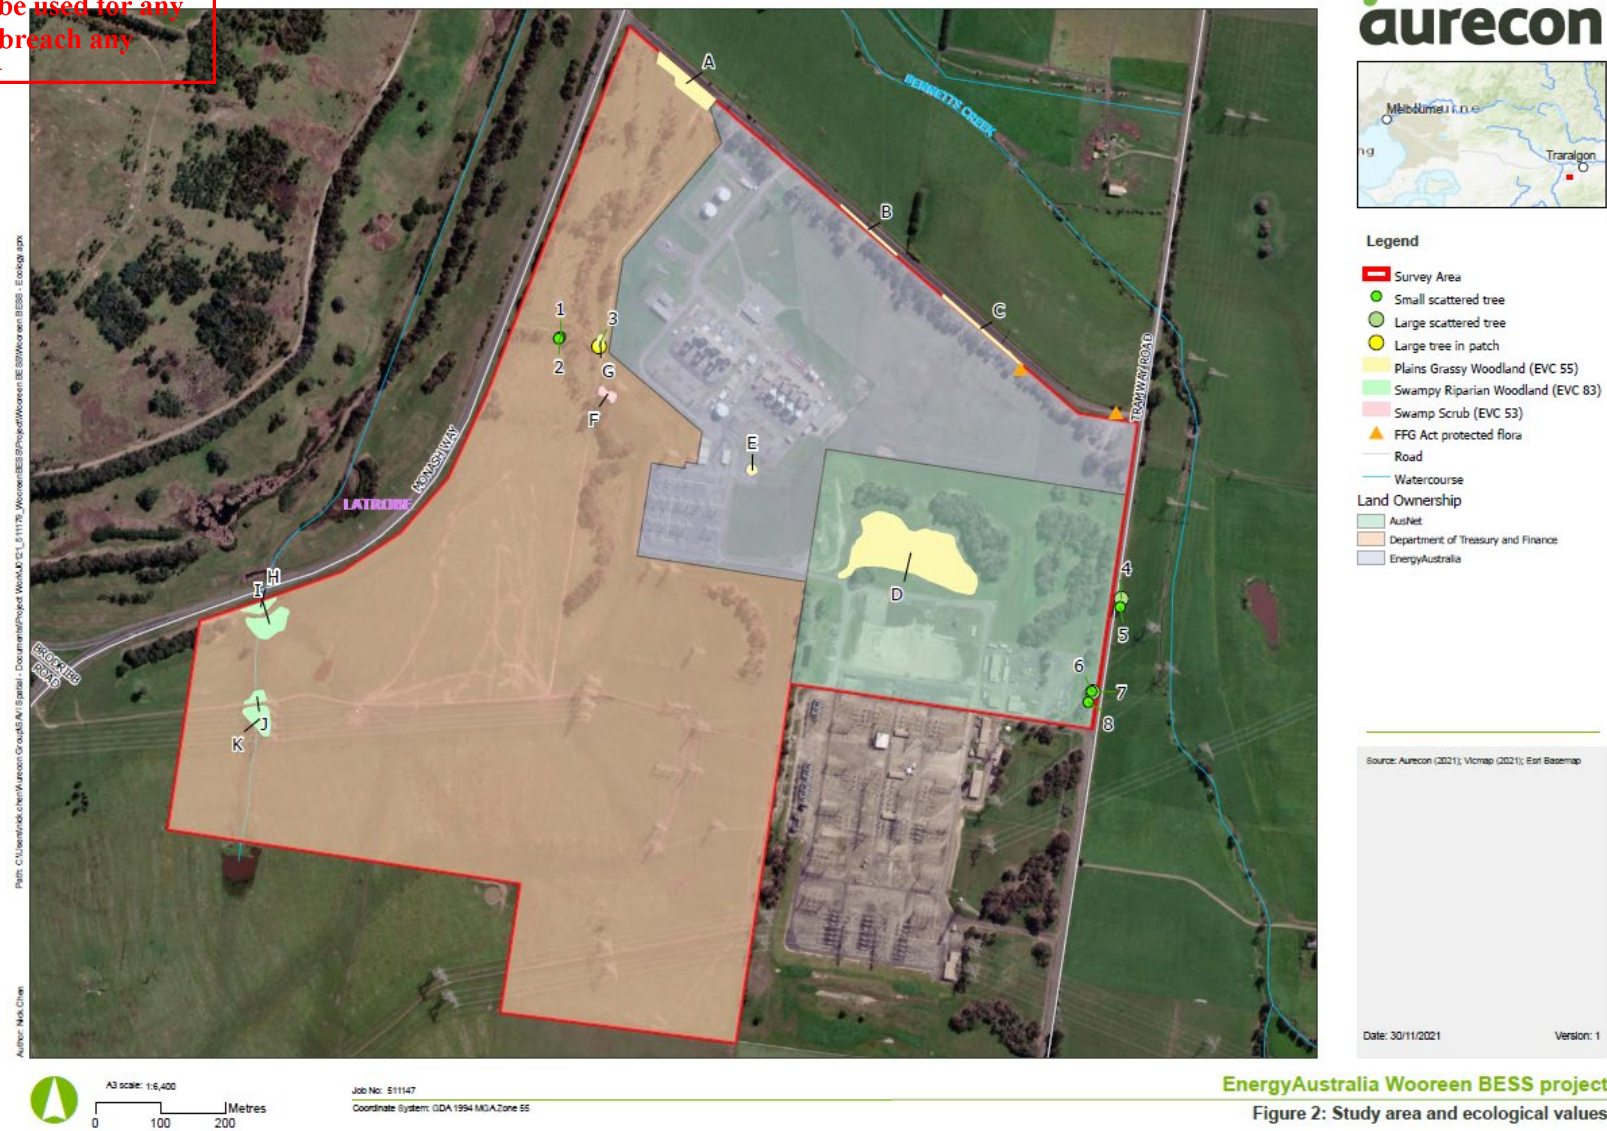 be used for any
breach any
aurecon
Melbourne
Traralgon
Legend
Survey Area
Small scattered tree
Large scattered tree
Large tree in patch
Plains Grassy Woodland (EVC 55)
Swampy Riparian Woodland (EVC 83)
Swamp Scrub (EVC 53)
FFG Act protected flora
Road
Watercourse
Land Ownership
AusNet
Department of Treasury and Finance
EnergyAustralia
Source: Aurecon (2021); Vicmap (2021); Esri Basemap
Date: 30/11/2021
Version: 1
A
BENNETTS CREEK
B
C
1
3
2
G
F
E
TRAMWAY ROAD
MONASH WAY
LATROBE
D
4
5
6
7
8
H
I
J
K
ROAD
Author: Nick Chen
A3 scale: 1:6,400
Metres
0 100 200
Job No: 511147
Coordinate System: GDA 1994 MGA Zone 55
EnergyAustralia Wooreen BESS project
Figure 2: Study area and ecological values